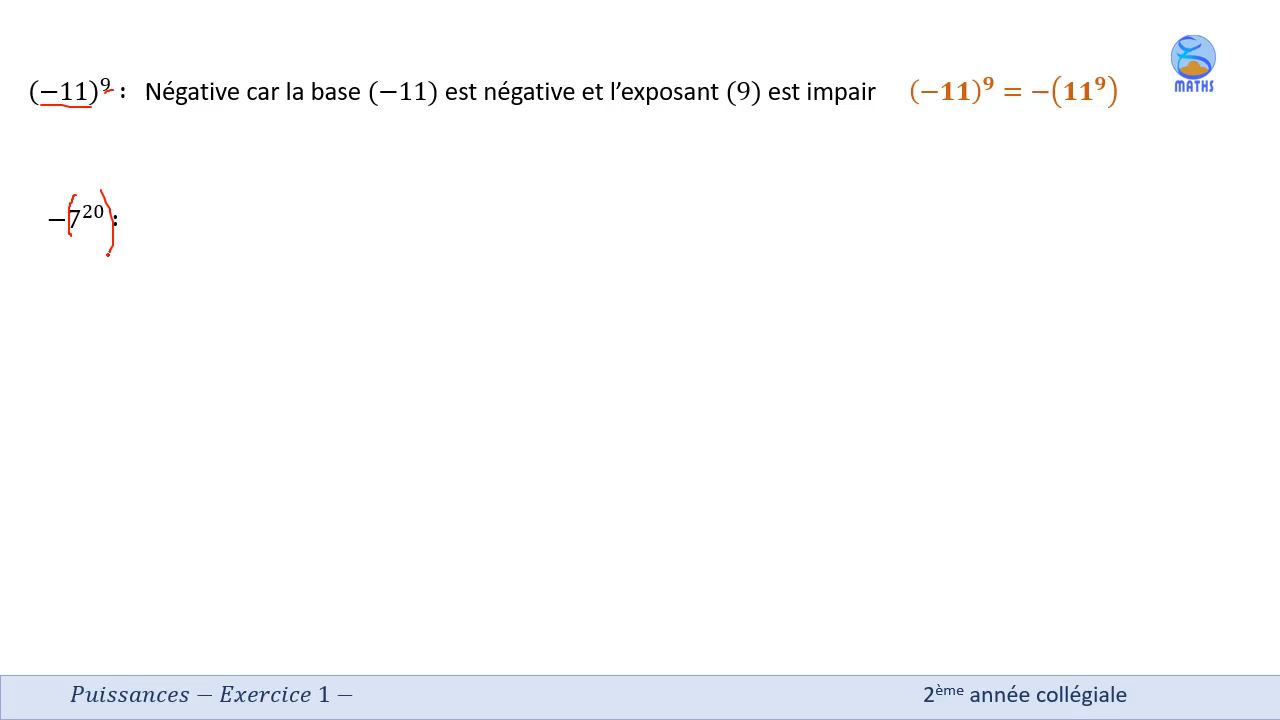 (−11)⁹ : Négative car la base (−11) est négative et l’exposant (9) est impair (−11)⁹ = −(11⁹)
MATHS
−(7²⁰) :
Puissances − Exercice 1 − 2ème année collégiale